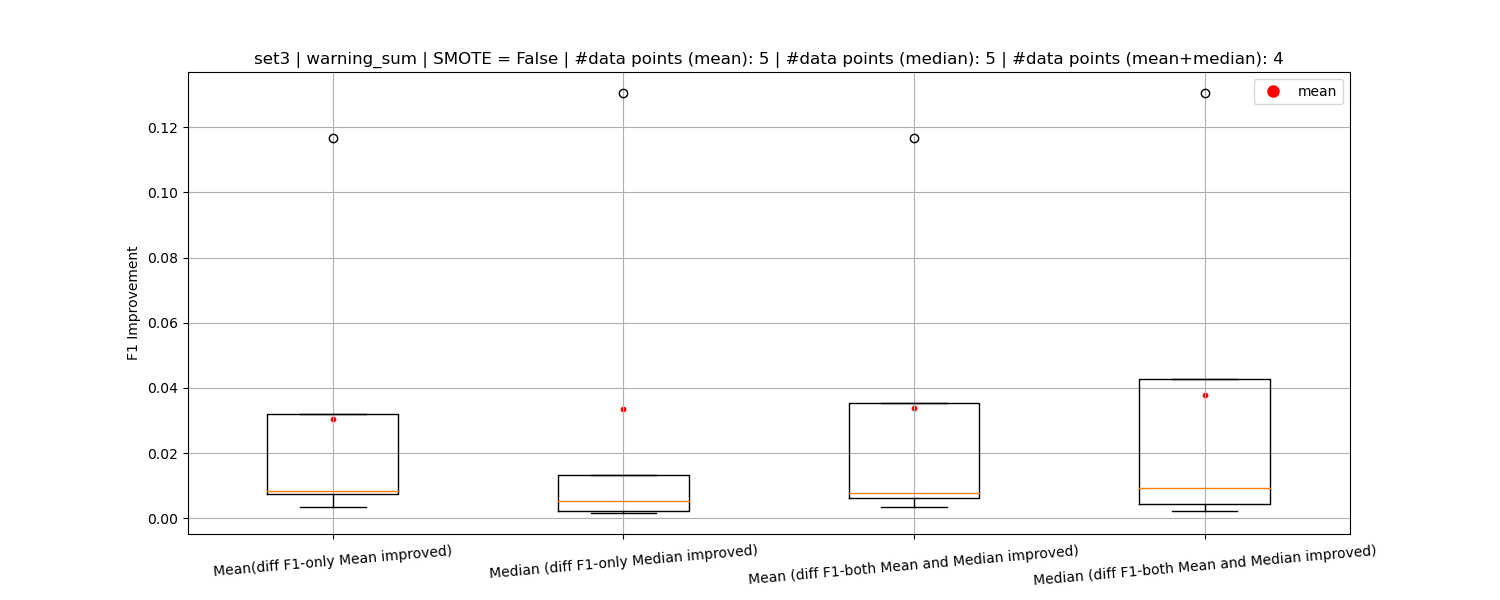 set3 | warning_sum | SMOTE = False | #data points (mean): 5 | #data points (median): 5 | #data points (mean+median): 4
mean
0.12
0.10
0.08
0.06
0.04
0.02
0.00
F1 Improvement
Mean(diff F1-only Mean improved)
Median (diff F1-only Median improved)
Mean (diff F1-both Mean and Median improved)
Median (diff F1-both Mean and Median improved)